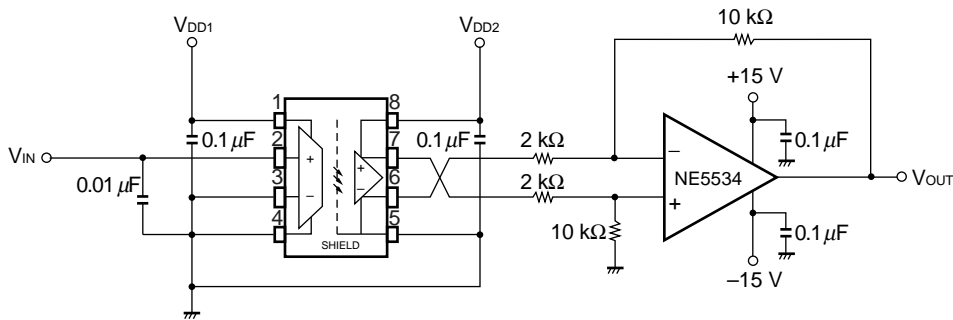 10 kΩ
VDD1
VDD2
+15 V
1
8
0.1 μF
2
7
0.1 μF
2 kΩ
0.1 μF
VIN
+
+
−
NE5534
VOUT
0.01 μF
3
−
−
6
2 kΩ
+
4
5
10 kΩ
0.1 μF
SHIELD
−15 V